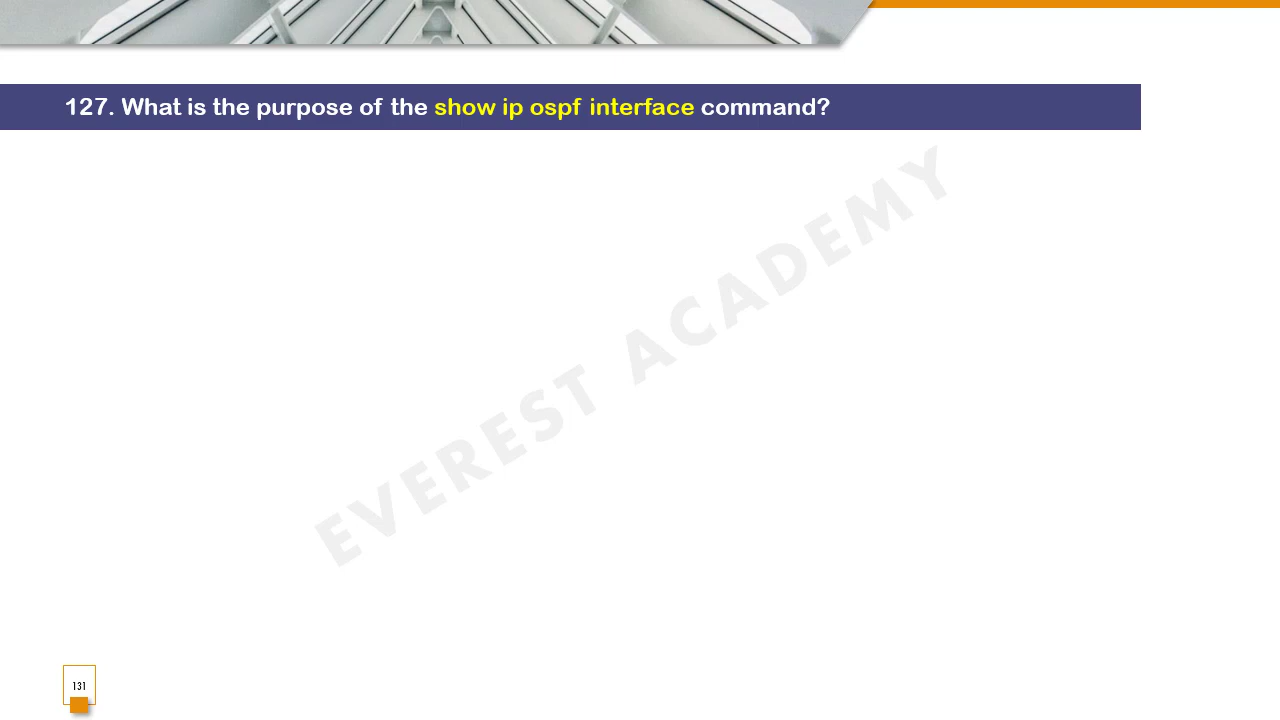 127. What is the purpose of the show ip ospf interface command?
EVEREST ACADEMY
131